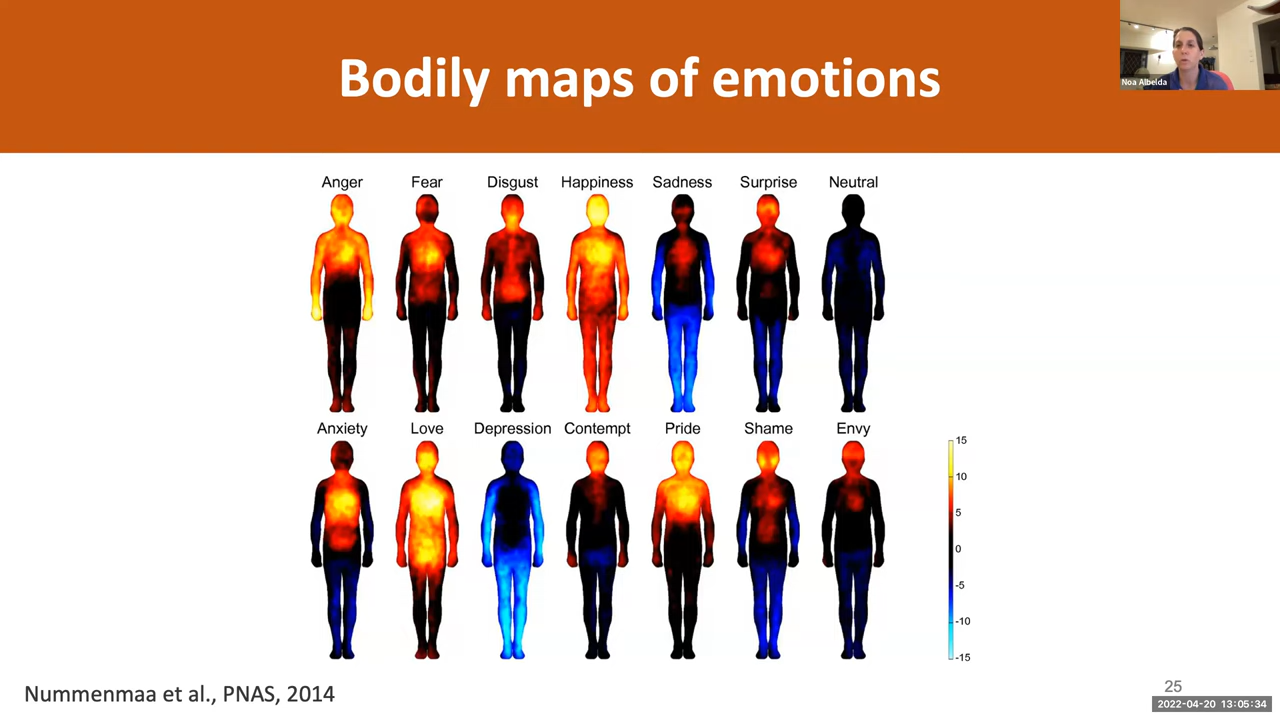 Bodily maps of emotions
Noa Albelda
Anger Fear Disgust Happiness Sadness Surprise Neutral
Anxiety Love Depression Contempt Pride Shame Envy
15
10
5
0
-5
-10
-15
Nummenmaa et al., PNAS, 2014
25
2022-04-20 13:05:34